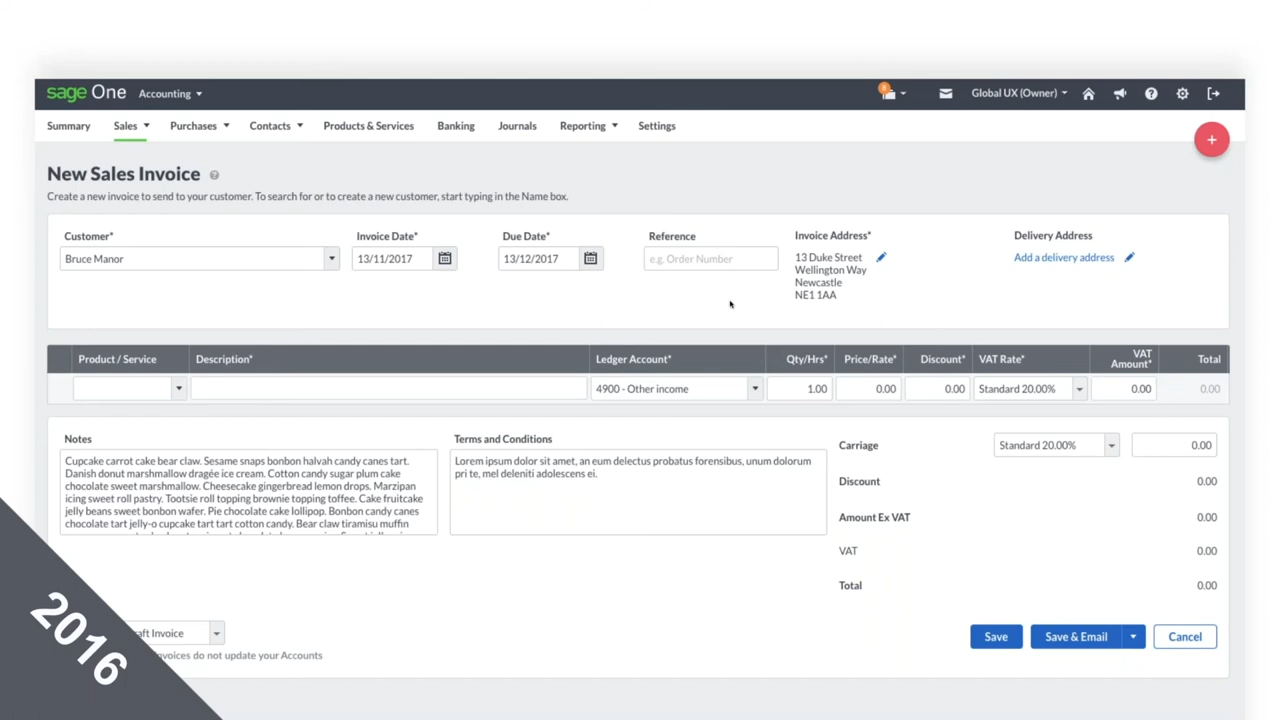 sage One Accounting 8 Global UX (Owner)
Summary Sales Purchases Contacts Products & Services Banking Journals Reporting Settings
+
New Sales Invoice
Create a new invoice to send to your customer. To search for or to create a new customer, start typing in the Name box.
Customer* Invoice Date* Due Date* Reference Invoice Address* Delivery Address
Bruce Manor 13/11/2017 13/12/2017 e.g. Order Number 13 Duke Street Add a delivery address
Wellington Way
Newcastle
NE1 1AA
Product / Service Description* Ledger Account* Qty/Hrs* Price/Rate* Discount* VAT Rate* VAT Amount* Total
4900 - Other income 1.00 0.00 0.00 Standard 20.00% 0.00 0.00
Notes
Cupcake carrot cake bear claw. Sesame snaps bonbon halvah candy canes tart.
Danish donut marshmallow dragée ice cream. Cotton candy sugar plum cake
chocolate sweet marshmallow. Cheesecake gingerbread lemon drops. Marzipan
icing sweet roll pastry. Tootsie roll topping brownie topping toffee. Cake fruitcake
jelly beans sweet bonbon wafer. Pie chocolate cake lollipop. Bonbon candy canes
chocolate tart jelly-o cupcake tart tart cotton candy. Bear claw tiramisu muffin
Terms and Conditions
Lorem ipsum dolor sit amet, an eum delectus probatus forensibus, unum dolorum
pri te, mel deleniti adolescens ei.
Carriage Standard 20.00% 0.00
Discount 0.00
Amount Ex VAT 0.00
VAT 0.00
Total 0.00
aft Invoice
nvoices do not update your Accounts
Save Save & Email Cancel
2016